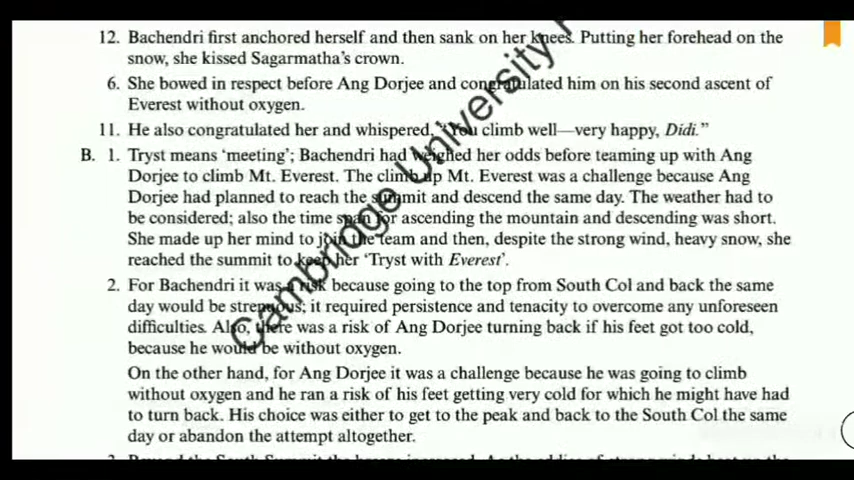 12. Bachendri first anchored herself and then sank on her knees. Putting her forehead on the
snow, she kissed Sagarmatha's crown.
6. She bowed in respect before Ang Dorjee and congratulated him on his second ascent of
Everest without oxygen.
11. He also congratulated her and whispered, "You climb well—very happy, Didi."
B. 1. Tryst means 'meeting'; Bachendri had weighed her odds before teaming up with Ang
Dorjee to climb Mt. Everest. The climb up Mt. Everest was a challenge because Ang
Dorjee had planned to reach the summit and descend the same day. The weather had to
be considered; also the time span for ascending the mountain and descending was short.
She made up her mind to join the team and then, despite the strong wind, heavy snow, she
reached the summit to keep her 'Tryst with Everest'.
2. For Bachendri it was a risk because going to the top from South Col and back the same
day would be strenuous; it required persistence and tenacity to overcome any unforeseen
difficulties. Also, there was a risk of Ang Dorjee turning back if his feet got too cold,
because he would be without oxygen.
On the other hand, for Ang Dorjee it was a challenge because he was going to climb
without oxygen and he ran a risk of his feet getting very cold for which he might have had
to turn back. His choice was either to get to the peak and back to the South Col the same
day or abandon the attempt altogether.
Cambridge University